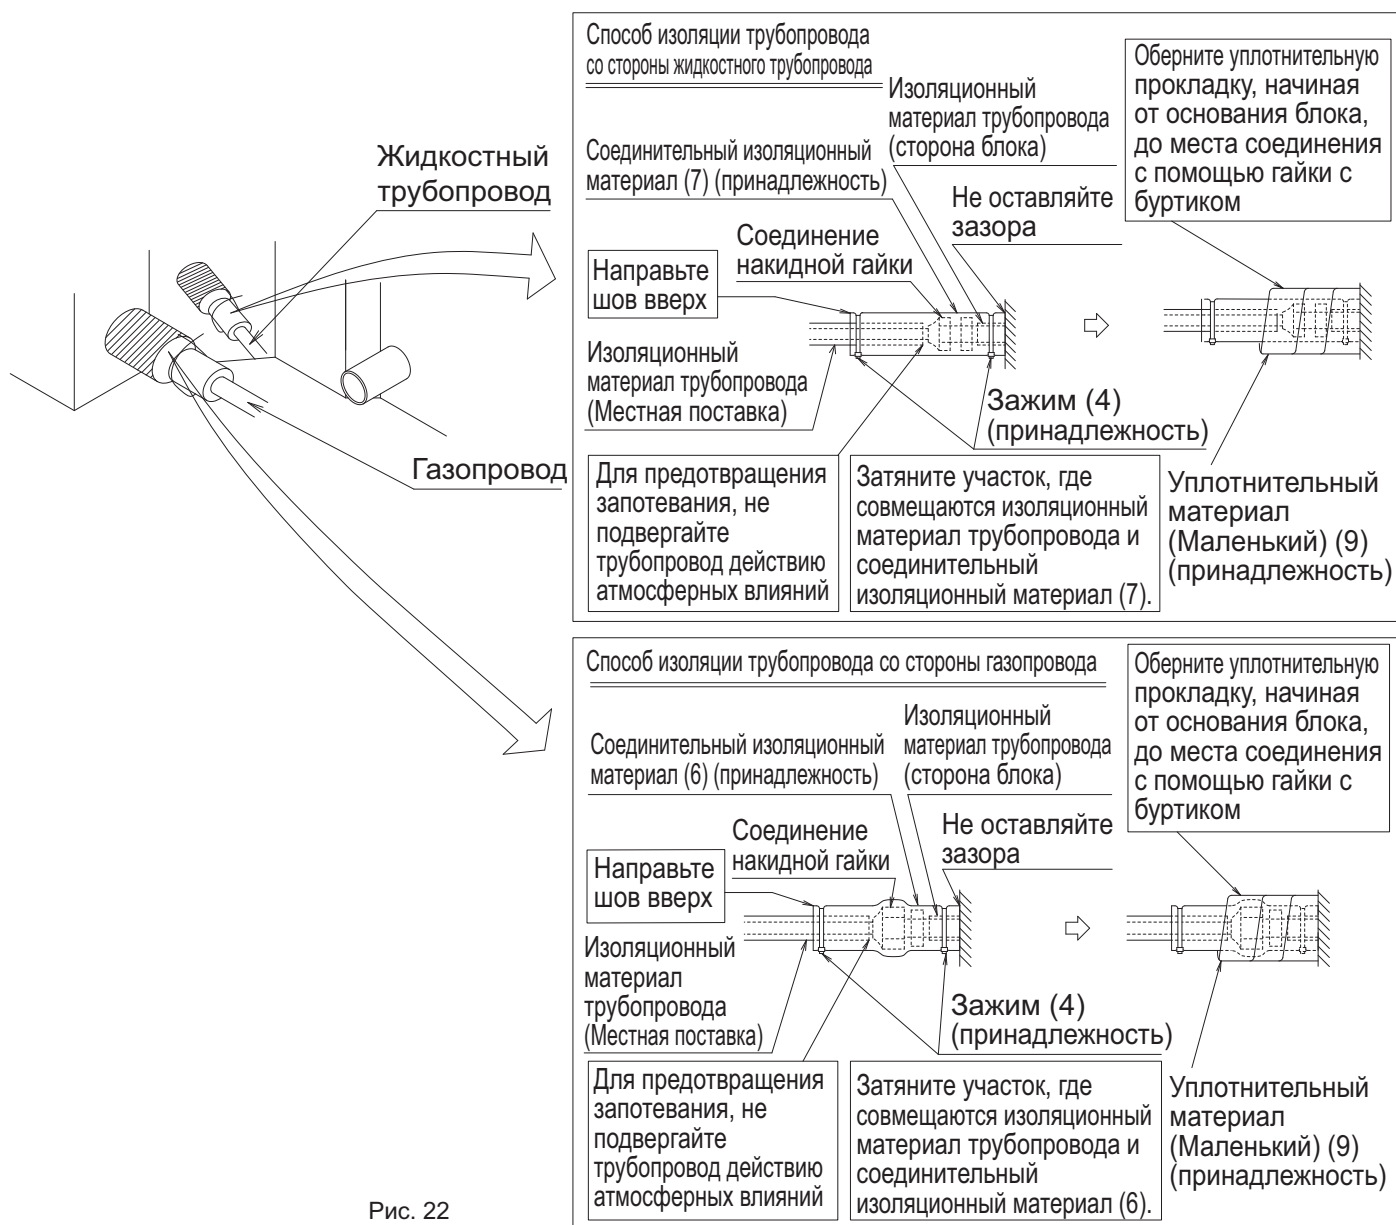 Жидкостный
трубопровод
Газопровод
Способ изоляции трубопровода
со стороны жидкостного трубопровода
Изоляционный
материал трубопровода
(сторона блока)
Соединительный изоляционный
материал (7) (принадлежность)
Не оставляйте
зазора
Соединение
накидной гайки
Направьте
шов вверх
Изоляционный
материал трубопровода
(Местная поставка)
Зажим (4)
(принадлежность)
Для предотвращения
запотевания, не
подвергайте
трубопровод действию
атмосферных влияний
Затяните участок, где
совмещаются изоляционный
материал трубопровода и
соединительный
изоляционный материал (7).
Оберните уплотнительную
прокладку, начиная
от основания блока,
до места соединения
с помощью гайки с
буртиком
Уплотнительный
материал
(Маленький) (9)
(принадлежность)
Способ изоляции трубопровода со стороны газопровода
Изоляционный
материал трубопровода
(сторона блока)
Соединительный изоляционный
материал (6) (принадлежность)
Не оставляйте
зазора
Соединение
накидной гайки
Направьте
шов вверх
Изоляционный
материал
трубопровода
(Местная поставка)
Зажим (4)
(принадлежность)
Для предотвращения
запотевания, не
подвергайте
трубопровод действию
атмосферных влияний
Затяните участок, где
совмещаются изоляционный
материал трубопровода и
соединительный
изоляционный материал (6).
Оберните уплотнительную
прокладку, начиная
от основания блока,
до места соединения
с помощью гайки с
буртиком
Уплотнительный
материал
(Маленький) (9)
(принадлежность)
Рис. 22